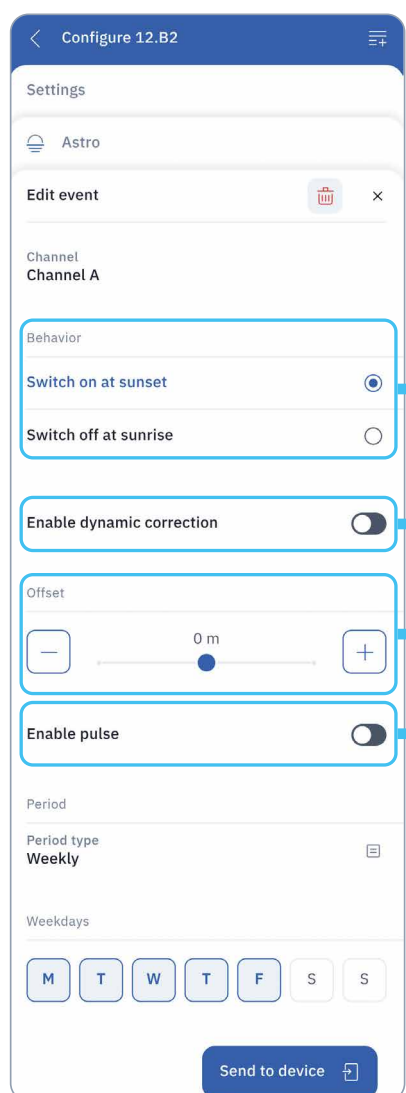 Configure 12.B2
Settings
Astro
Edit event
Channel
Channel A
Behavior
Switch on at sunset
Switch off at sunrise
Enable dynamic correction
Offset
0 m
Enable pulse
Period
Period type
Weekly
Weekdays
M T W T F S S
Send to device